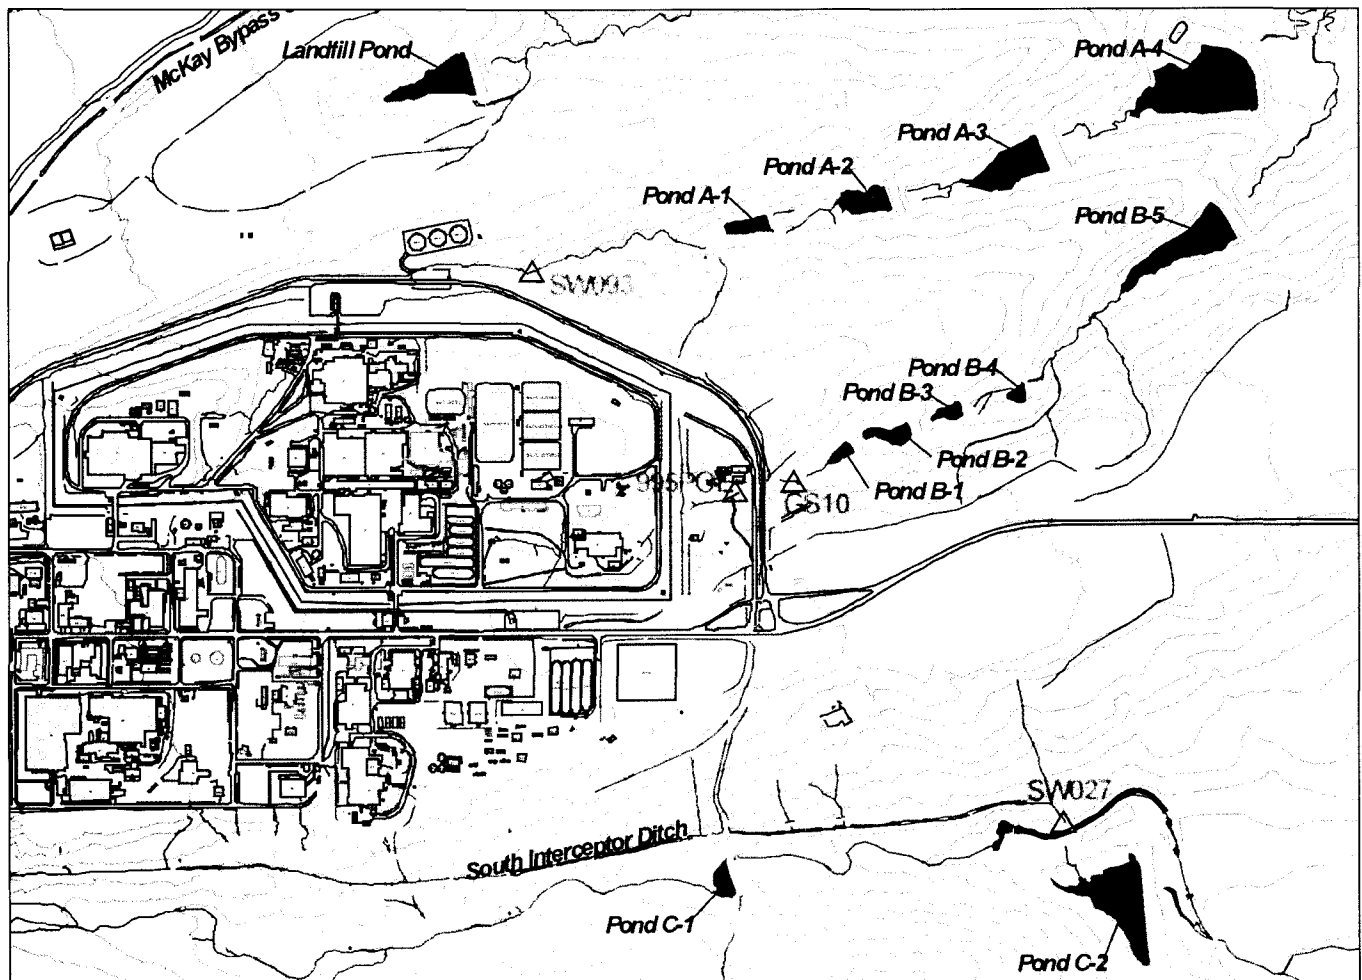 McKay Bypass
Landfill Pond
Pond A-4
Pond A-3
Pond A-2
Pond A-1
Pond B-5
SW093
Pond B-4
Pond B-3
Pond B-2
Pond B-1
GS10
SW027
South Interceptor Ditch
Pond C-1
Pond C-2